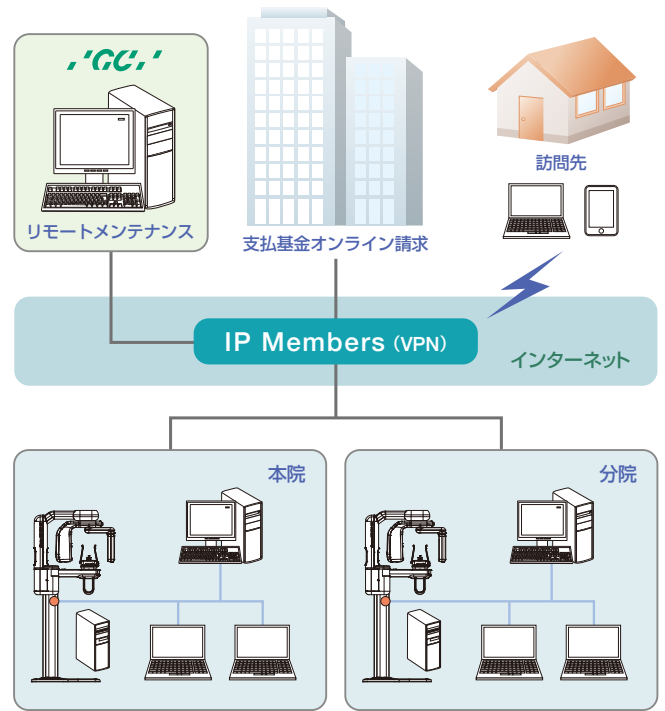 GC
リモートメンテナンス
支払基金オンライン請求
訪問先
IP Members (VPN)
インターネット
本院
分院